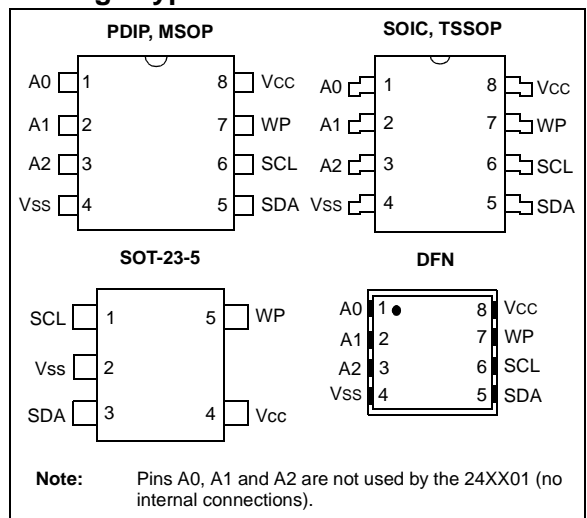 PDIP, MSOP
A0 1 8 VCC
A1 2 7 WP
A2 3 6 SCL
VSS 4 5 SDA
SOIC, TSSOP
A0 1 8 VCC
A1 2 7 WP
A2 3 6 SCL
VSS 4 5 SDA
SOT-23-5
SCL 1 5 WP
Vss 2
SDA 3 4 Vcc
DFN
A0 1 8 VCC
A1 2 7 WP
A2 3 6 SCL
VSS 4 5 SDA
Note: Pins A0, A1 and A2 are not used by the 24XX01 (no
internal connections).